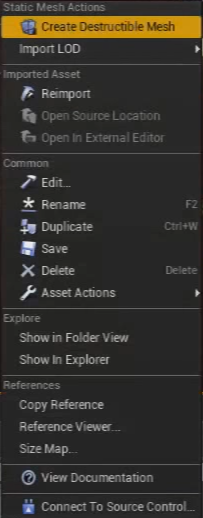 Static Mesh Actions
Create Destructible Mesh
Import LOD
Imported Asset
Reimport
Open Source Location
Open In External Editor
Common
Edit...
Rename F2
Duplicate Ctrl+W
Save
Delete Delete
Asset Actions
Explore
Show in Folder View
Show In Explorer
References
Copy Reference
Reference Viewer...
Size Map...
View Documentation
Connect To Source Control...